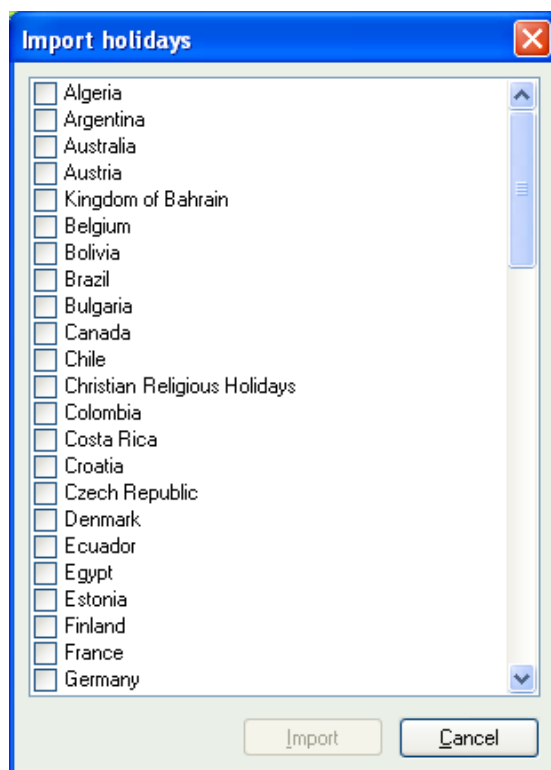 Import holidays
Algeria
Argentina
Australia
Austria
Kingdom of Bahrain
Belgium
Bolivia
Brazil
Bulgaria
Canada
Chile
Christian Religious Holidays
Colombia
Costa Rica
Croatia
Czech Republic
Denmark
Ecuador
Egypt
Estonia
Finland
France
Germany
Import Cancel